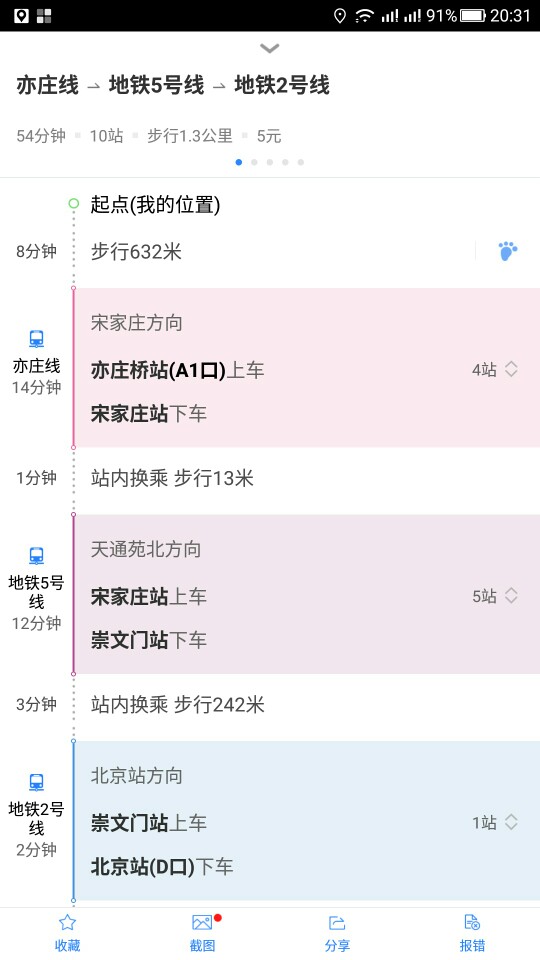 91% 20:31
亦庄线 → 地铁5号线 → 地铁2号线
54分钟 10站 步行1.3公里 5元
起点(我的位置)
8分钟 步行632米
宋家庄方向
亦庄线
14分钟
亦庄桥站(A1口)上车 4站
宋家庄站下车
1分钟 站内换乘 步行13米
天通苑北方向
地铁5号
线
12分钟
宋家庄站上车 5站
崇文门站下车
3分钟 站内换乘 步行242米
北京站方向
地铁2号
线
2分钟
崇文门站上车 1站
北京站(D口)下车
收藏 截图 分享 报错